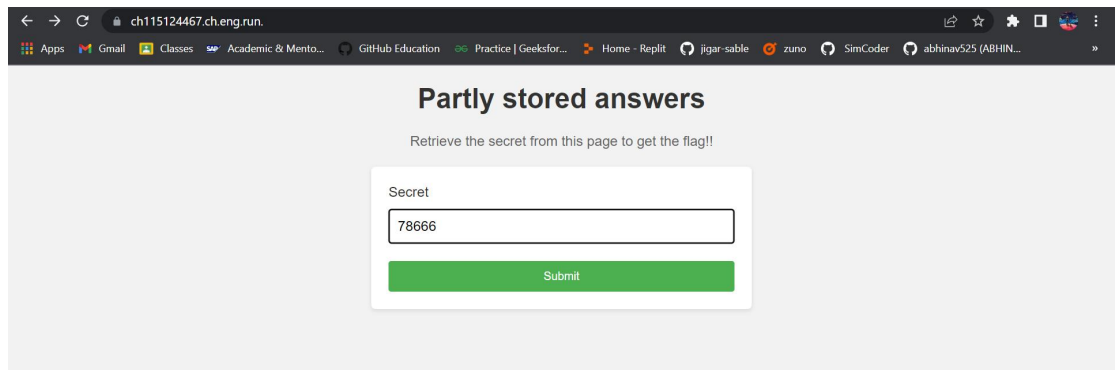 ch115124467.ch.eng.run.
Apps Gmail Classes SAP Academic & Mento... GitHub Education Practice | Geeksfor... Home - Replit jigar-sable zuno SimCoder abhinav525 (ABHIN... »
Partly stored answers
Retrieve the secret from this page to get the flag!!
Secret
78666
Submit